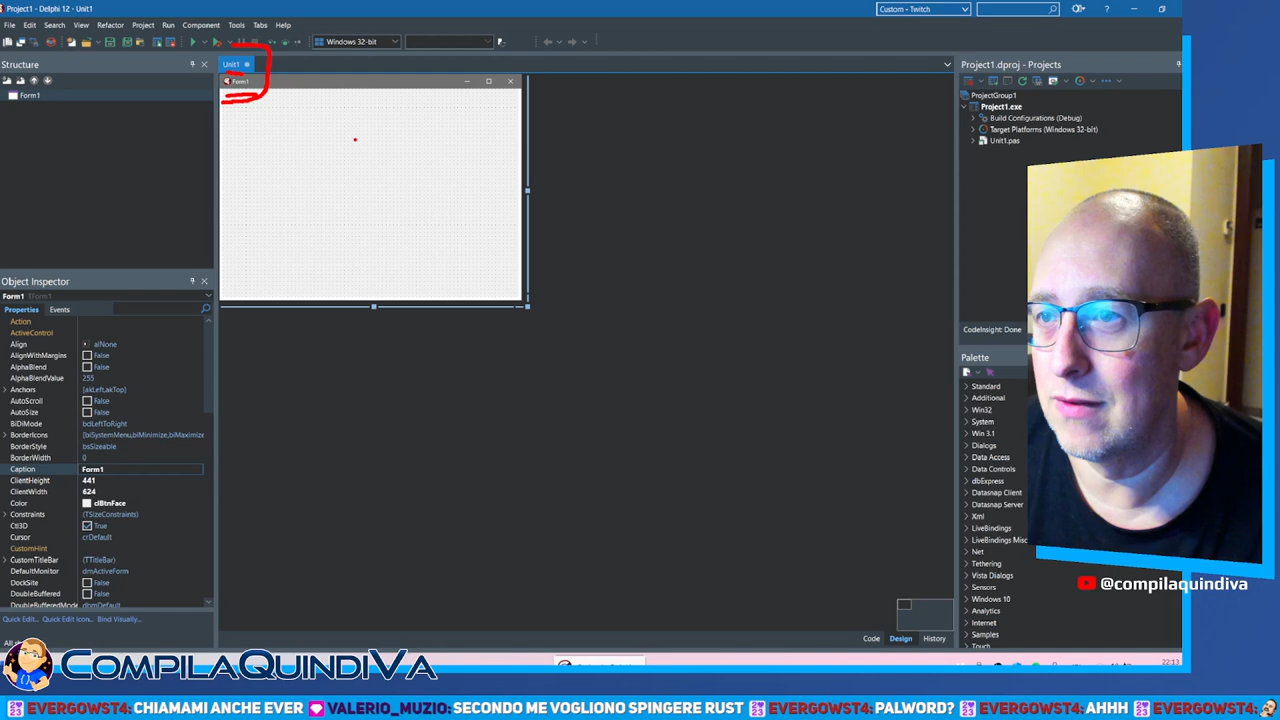 Project1 - Delphi 12 - Unit1
Custom + Twitch
?
File Edit Search View Refactor Project Run Component Tools Tabs Help
Windows 32-bit
Structure
Unit1
Project1.dproj - Projects
Form1
Form1
ProjectGroup1
Project1.exe
Build Configurations (Debug)
Target Platforms (Windows 32-bit)
Unit1.pas
Object Inspector
Form1 TForm1
Properties Events
Action
ActiveControl
Align alNone
AlignWithMargins False
AlphaBlend False
AlphaBlendValue 255
Anchors [akLeft,akTop]
AutoScroll False
AutoSize False
BiDiMode bdLeftToRight
BorderIcons [biSystemMenu,biMinimize,biMaximize
BorderStyle bsSizeable
BorderWidth 0
Caption Form1
ClientHeight 441
ClientWidth 624
Color clBtnFace
Constraints (TSizeConstraints)
Ctl3D True
Cursor crDefault
CustomHint
CustomTitleBar (TTitleBar)
DefaultMonitor dmActiveForm
DockSite False
DoubleBuffered False
DoubleBufferedMode dbmDefault
Quick Edit... Quick Edit Icon... Bind Visually...
CodeInsight: Done
Palette
Standard
Additional
Win32
System
Win 3.1
Dialogs
Data Access
Data Controls
dbExpress
Datasnap Client
Datasnap Server
Xml
LiveBindings
LiveBindings Misc
Net
Tethering
Vista Dialogs
Sensors
Windows 10
Analytics
Internet
Samples
Touch
@compilaquindiva
Code Design History
22:13
COMPILAQUINDIVA
EVERGOWST4: CHIAMAMI ANCHE EVER VALERIO_MUZIO: SECONDO ME VOGLIONO SPINGERE RUST EVERGOWST4: PALWORD? EVERGOWST4: AHHH